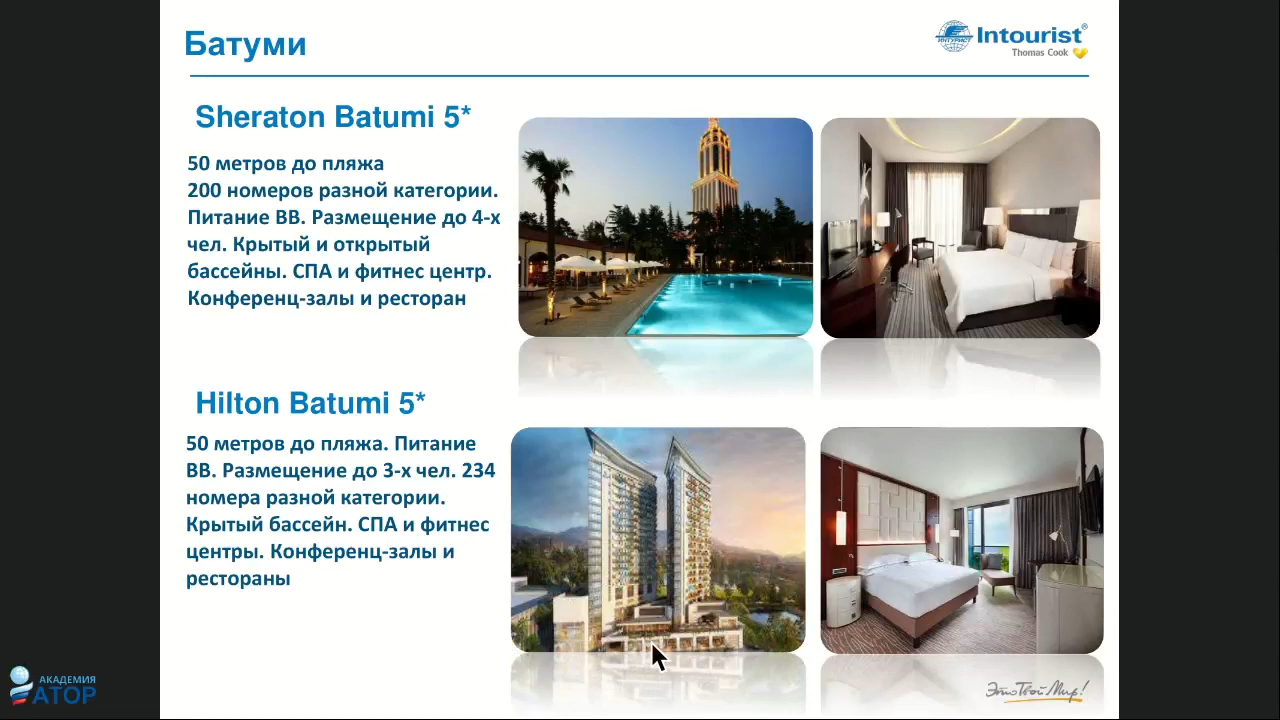 Батуми
ИНТУРИСТ
Intourist®
Thomas Cook
Sheraton Batumi 5*
50 метров до пляжа
200 номеров разной категории.
Питание ВВ. Размещение до 4-х
чел. Крытый и открытый
бассейны. СПА и фитнес центр.
Конференц-залы и ресторан
Hilton Batumi 5*
50 метров до пляжа. Питание
ВВ. Размещение до 3-х чел. 234
номера разной категории.
Крытый бассейн. СПА и фитнес
центры. Конференц-залы и
рестораны
АКАДЕМИЯ
АТОР
Это Твой Мир!